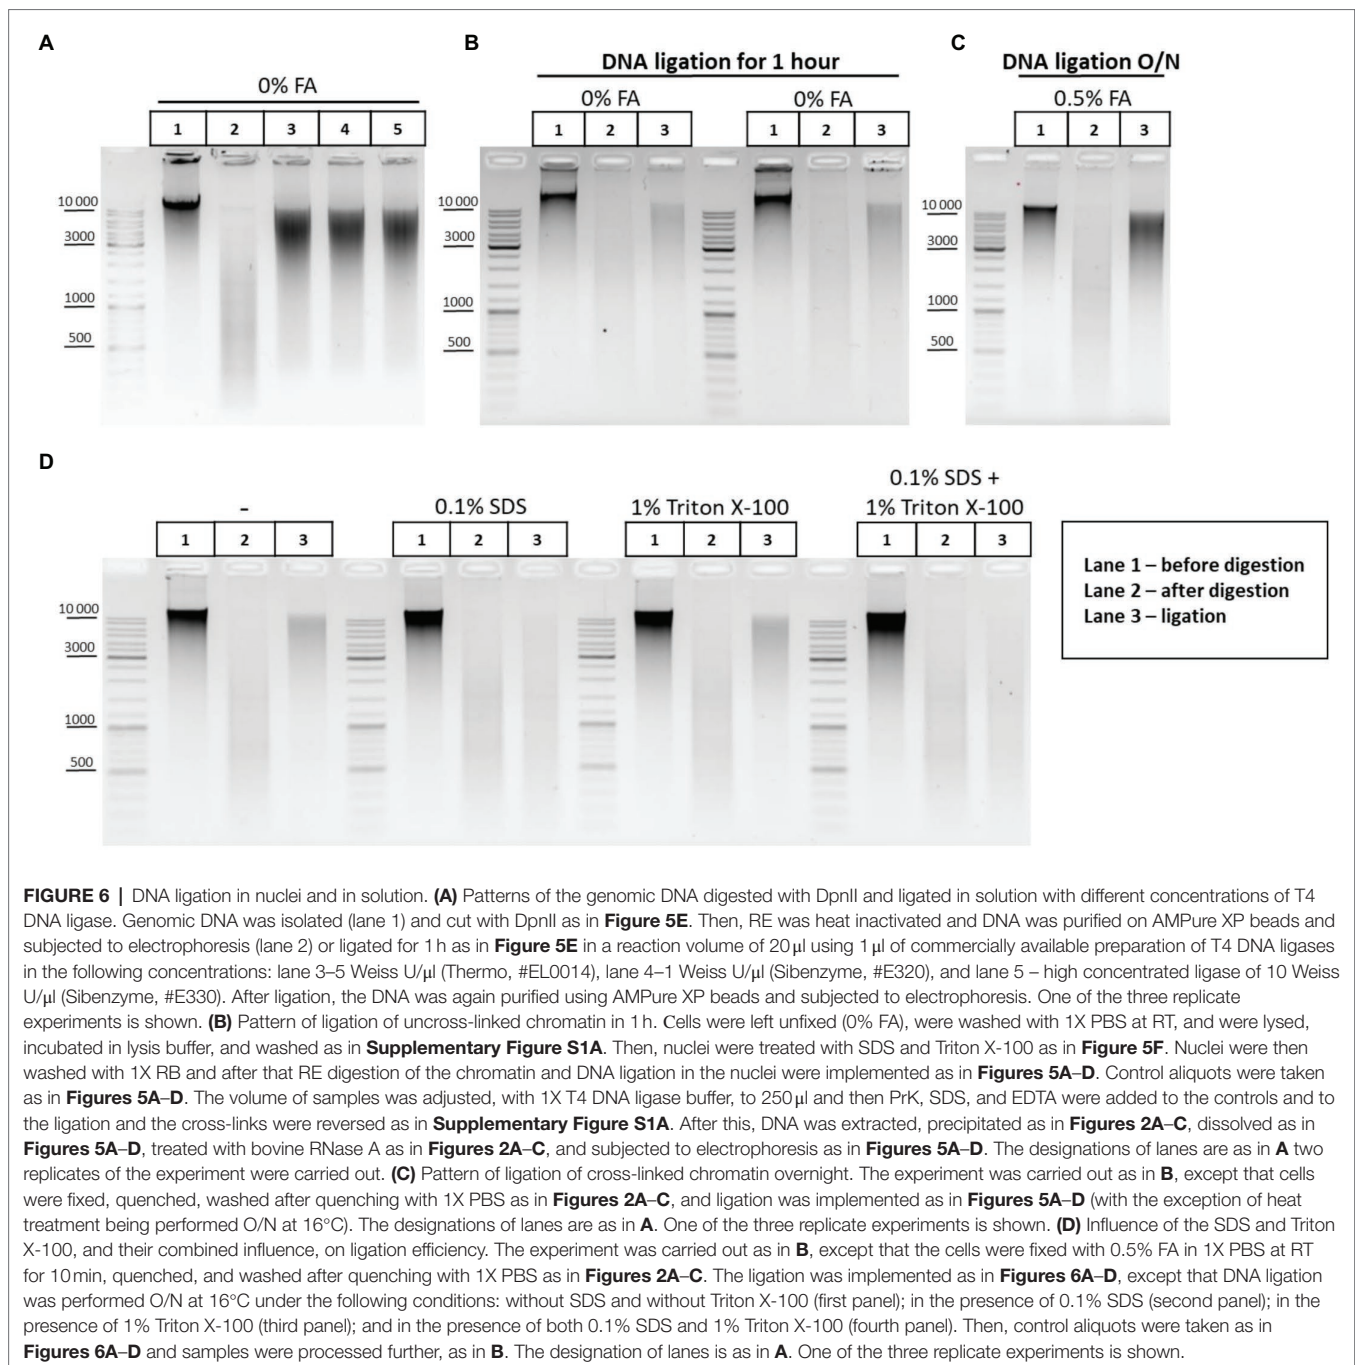 A
0% FA
1 2 3 4 5
10 000
3000
1000
500
B
DNA ligation for 1 hour
0% FA 0% FA
1 2 3 1 2 3
10 000
3000
1000
500
C
DNA ligation O/N
0.5% FA
1 2 3
10 000
3000
1000
500
D
- 0.1% SDS 1% Triton X-100 0.1% SDS +
1% Triton X-100
1 2 3 1 2 3 1 2 3 1 2 3
10 000
3000
1000
500
Lane 1 – before digestion
Lane 2 – after digestion
Lane 3 – ligation
FIGURE 6 | DNA ligation in nuclei and in solution. (A) Patterns of the genomic DNA digested with DpnII and ligated in solution with different concentrations of T4
DNA ligase. Genomic DNA was isolated (lane 1) and cut with DpnII as in Figure 5E. Then, RE was heat inactivated and DNA was purified on AMPure XP beads and
subjected to electrophoresis (lane 2) or ligated for 1 h as in Figure 5E in a reaction volume of 20 μl using 1 μl of commercially available preparation of T4 DNA ligases
in the following concentrations: lane 3–5 Weiss U/μl (Thermo, #EL0014), lane 4–1 Weiss U/μl (Sibenzyme, #E320), and lane 5 – high concentrated ligase of 10 Weiss
U/μl (Sibenzyme, #E330). After ligation, the DNA was again purified using AMPure XP beads and subjected to electrophoresis. One of the three replicate
experiments is shown. (B) Pattern of ligation of uncross-linked chromatin in 1 h. Cells were left unfixed (0% FA), were washed with 1X PBS at RT, and were lysed,
incubated in lysis buffer, and washed as in Supplementary Figure S1A. Then, nuclei were treated with SDS and Triton X-100 as in Figure 5F. Nuclei were then
washed with 1X RB and after that RE digestion of the chromatin and DNA ligation in the nuclei were implemented as in Figures 5A–D. Control aliquots were taken
as in Figures 5A–D. The volume of samples was adjusted, with 1X T4 DNA ligase buffer, to 250 μl and then PrK, SDS, and EDTA were added to the controls and to
the ligation and the cross-links were reversed as in Supplementary Figure S1A. After this, DNA was extracted, precipitated as in Figures 2A–C, dissolved as in
Figures 5A–D, treated with bovine RNase A as in Figures 2A–C, and subjected to electrophoresis as in Figures 5A–D. The designations of lanes are as in A two
replicates of the experiment were carried out. (C) Pattern of ligation of cross-linked chromatin overnight. The experiment was carried out as in B, except that cells
were fixed, quenched, washed after quenching with 1X PBS as in Figures 2A–C, and ligation was implemented as in Figures 5A–D (with the exception of heat
treatment being performed O/N at 16°C). The designations of lanes are as in A. One of the three replicate experiments is shown. (D) Influence of the SDS and Triton
X-100, and their combined influence, on ligation efficiency. The experiment was carried out as in B, except that the cells were fixed with 0.5% FA in 1X PBS at RT
for 10 min, quenched, and washed after quenching with 1X PBS as in Figures 2A–C. The ligation was implemented as in Figures 6A–D, except that DNA ligation
was performed O/N at 16°C under the following conditions: without SDS and without Triton X-100 (first panel); in the presence of 0.1% SDS (second panel); in the
presence of 1% Triton X-100 (third panel); and in the presence of both 0.1% SDS and 1% Triton X-100 (fourth panel). Then, control aliquots were taken as in
Figures 6A–D and samples were processed further, as in B. The designation of lanes is as in A. One of the three replicate experiments is shown.